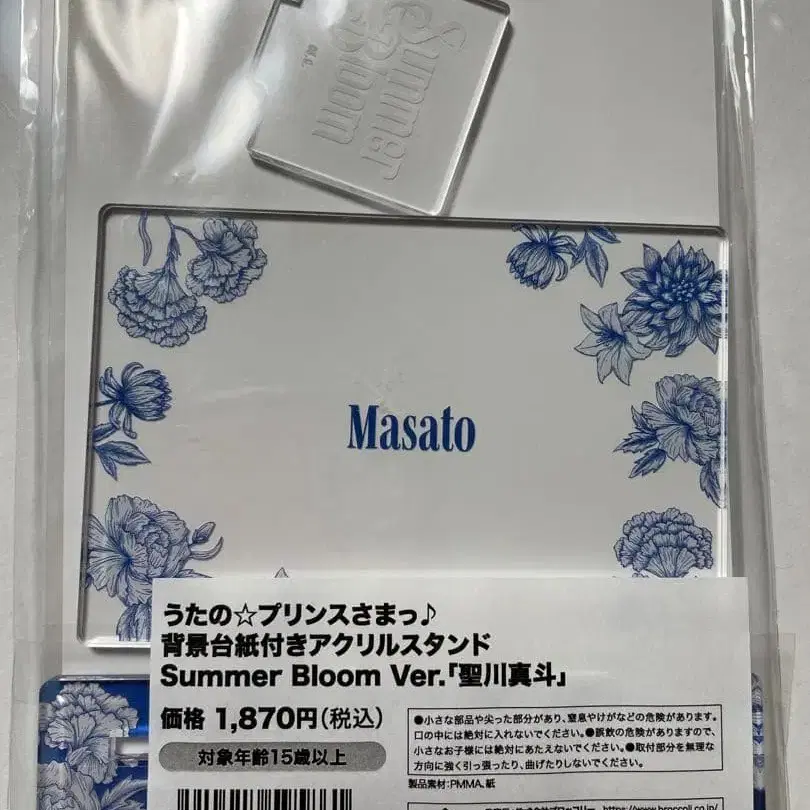 Summer
Bloom
Masato
うたの☆プリンスさまっ♪
背景台紙付きアクリルスタンド
Summer Bloom Ver.「聖川真斗」
価格 1,870円(税込)
対象年齢15歳以上
●小さな部品や尖った部分があり、窒息やけがなどの危険があります。
口の中には絶対に入れないでください。●誤飲の危険がありますので、
小さなお子様には絶対にあたえないでください。●取付部分を無理な
方向に強く引っ張ったり、曲げたりしないでください。
製品素材:PMMA、紙
https://www.broccoli.co.jp/